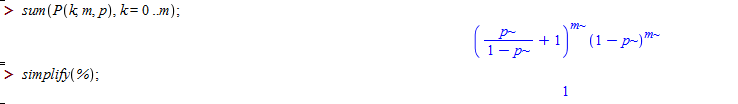 > sum(P(k, m, p), k = 0 ..m);
(p~/(1 − p~) + 1)^m~ (1 − p~)^m~
> simplify(%);
1